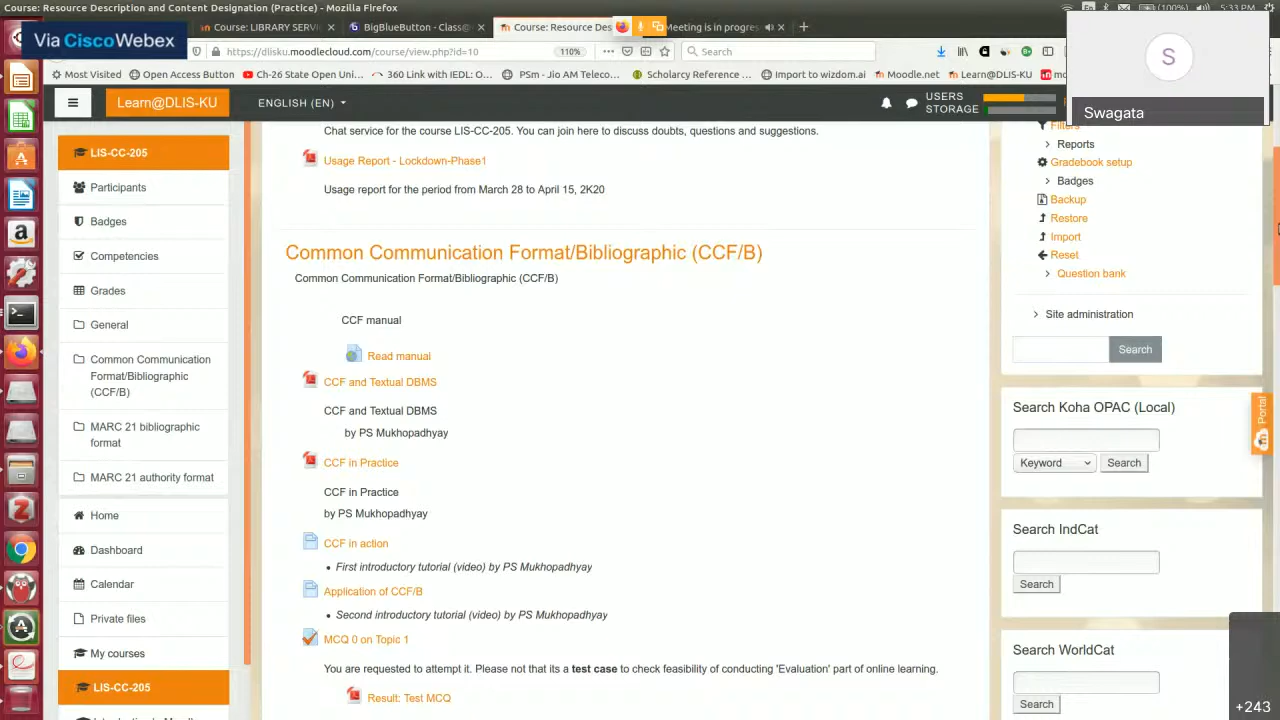 Course: Resource Description and Content Designation (Practice) - Mozilla Firefox
5:33 PM
Via Cisco Webex
Course: LIBRARY SERVI
BigBlueButton - Class@
Course: Resource Des
Meeting is in progres
https://dlisku.moodlecloud.com/course/view.php?id=10
110%
Search
Most Visited
Open Access Button
Ch-26 State Open Uni...
360 Link with IEDL: O...
PSm - Jio AM Teleco...
Scholarcy Reference ...
Import to wizdom.ai
Moodle.net
Learn@DLIS-KU
mo
S
Swagata
Learn@DLIS-KU
ENGLISH (EN)
USERS
STORAGE
LIS-CC-205
Participants
Badges
Competencies
Grades
General
Common Communication
Format/Bibliographic
(CCF/B)
MARC 21 bibliographic
format
MARC 21 authority format
Home
Dashboard
Calendar
Private files
My courses
LIS-CC-205
Chat service for the course LIS-CC-205. You can join here to discuss doubts, questions and suggestions.
Usage Report - Lockdown-Phase1
Usage report for the period from March 28 to April 15, 2K20
Common Communication Format/Bibliographic (CCF/B)
Common Communication Format/Bibliographic (CCF/B)
CCF manual
Read manual
CCF and Textual DBMS
CCF and Textual DBMS
by PS Mukhopadhyay
CCF in Practice
CCF in Practice
by PS Mukhopadhyay
CCF in action
• First introductory tutorial (video) by PS Mukhopadhyay
Application of CCF/B
• Second introductory tutorial (video) by PS Mukhopadhyay
MCQ 0 on Topic 1
You are requested to attempt it. Please not that its a test case to check feasibility of conducting 'Evaluation' part of online learning.
Result: Test MCQ
Filters
Reports
Gradebook setup
Badges
Backup
Restore
Import
Reset
Question bank
Site administration
Search
Search Koha OPAC (Local)
Keyword
Search
Portal
Search IndCat
Search
Search WorldCat
Search
+243